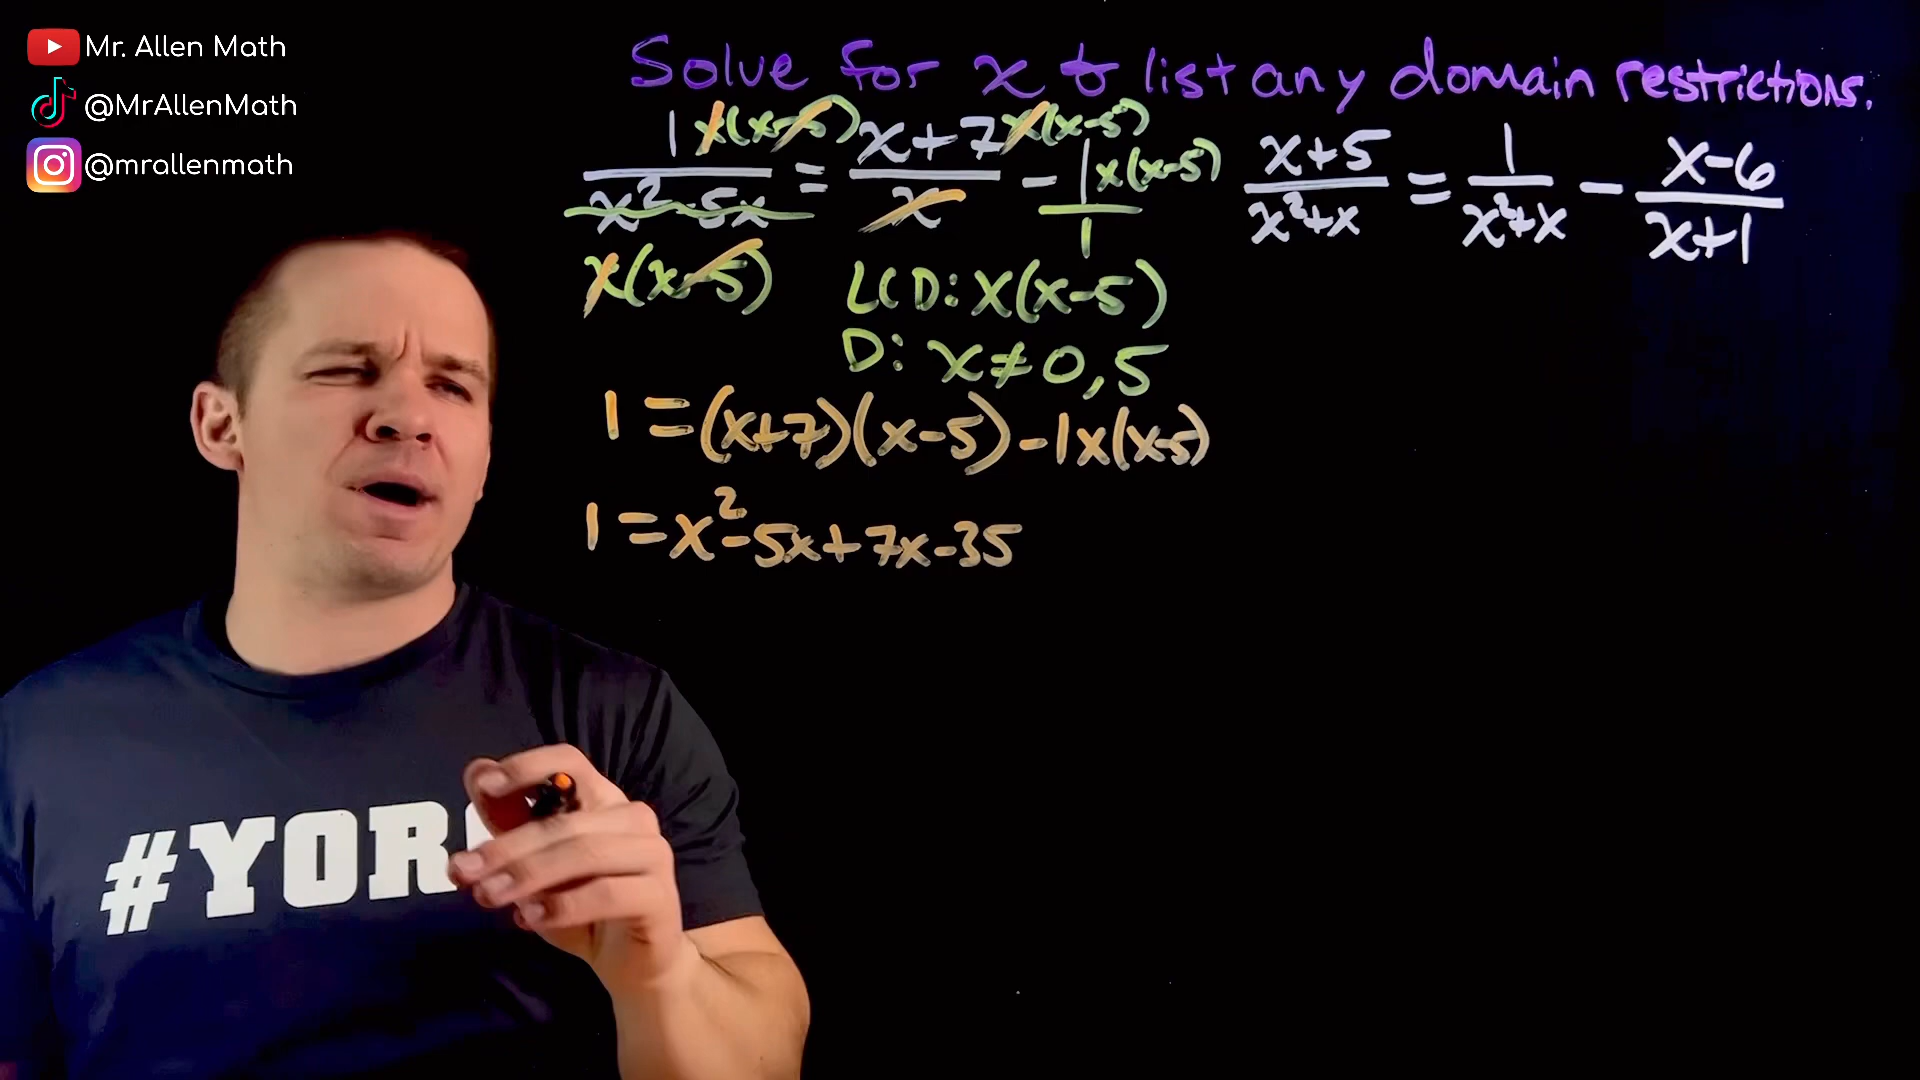 Mr. Allen Math
@MrAllenMath
@mrallenmath
Solve for x & list any domain restrictions.
1 x(x-5) / x²-5x = x+7 x(x-5) / x - 1 x(x-5) / 1
x(x-5)
LCD: x(x-5)
D: x≠0,5
1 = (x+7)(x-5) - 1x(x-5)
1 = x² - 5x + 7x - 35
x+5 / x²+x = 1 / x²+x - x-6 / x+1
#YOR